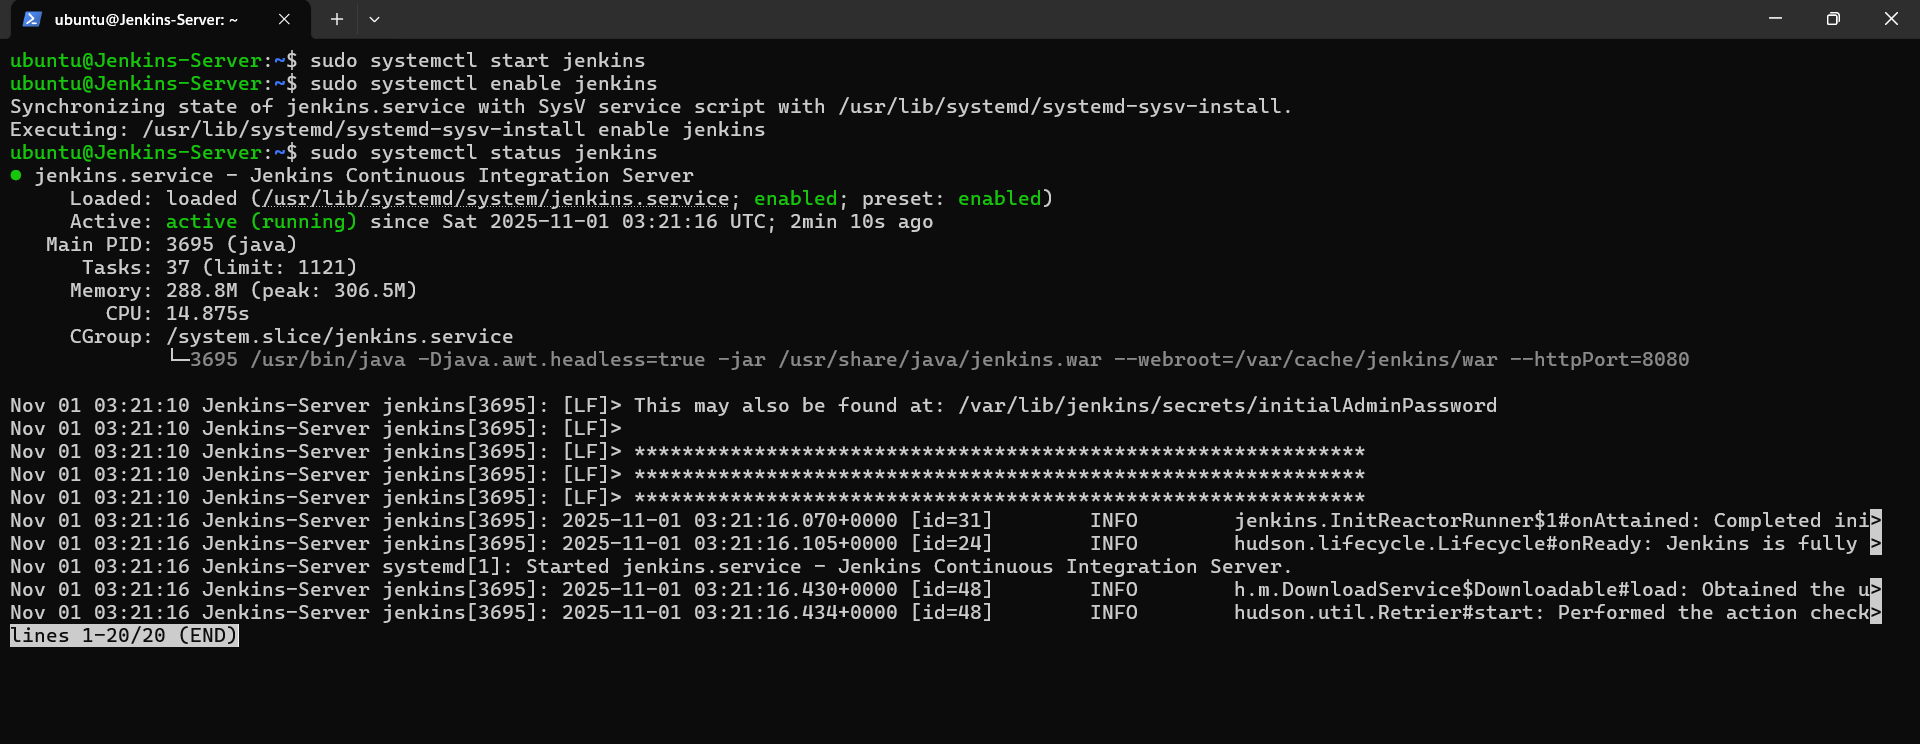 ubuntu@Jenkins-Server: ~
ubuntu@Jenkins-Server:~$ sudo systemctl start jenkins
ubuntu@Jenkins-Server:~$ sudo systemctl enable jenkins
Synchronizing state of jenkins.service with SysV service script with /usr/lib/systemd/systemd-sysv-install.
Executing: /usr/lib/systemd/systemd-sysv-install enable jenkins
ubuntu@Jenkins-Server:~$ sudo systemctl status jenkins
● jenkins.service - Jenkins Continuous Integration Server
     Loaded: loaded (/usr/lib/systemd/system/jenkins.service; enabled; preset: enabled)
     Active: active (running) since Sat 2025-11-01 03:21:16 UTC; 2min 10s ago
   Main PID: 3695 (java)
      Tasks: 37 (limit: 1121)
     Memory: 288.8M (peak: 306.5M)
        CPU: 14.875s
     CGroup: /system.slice/jenkins.service
             └─3695 /usr/bin/java -Djava.awt.headless=true -jar /usr/share/java/jenkins.war --webroot=/var/cache/jenkins/war --httpPort=8080
Nov 01 03:21:10 Jenkins-Server jenkins[3695]: [LF]> This may also be found at: /var/lib/jenkins/secrets/initialAdminPassword
Nov 01 03:21:10 Jenkins-Server jenkins[3695]: [LF]>
Nov 01 03:21:10 Jenkins-Server jenkins[3695]: [LF]> *************************************************************
Nov 01 03:21:10 Jenkins-Server jenkins[3695]: [LF]> *************************************************************
Nov 01 03:21:10 Jenkins-Server jenkins[3695]: [LF]> *************************************************************
Nov 01 03:21:16 Jenkins-Server jenkins[3695]: 2025-11-01 03:21:16.070+0000 [id=31]        INFO        jenkins.InitReactorRunner$1#onAttained: Completed ini>
Nov 01 03:21:16 Jenkins-Server jenkins[3695]: 2025-11-01 03:21:16.105+0000 [id=24]        INFO        hudson.lifecycle.Lifecycle#onReady: Jenkins is fully >
Nov 01 03:21:16 Jenkins-Server systemd[1]: Started jenkins.service - Jenkins Continuous Integration Server.
Nov 01 03:21:16 Jenkins-Server jenkins[3695]: 2025-11-01 03:21:16.430+0000 [id=48]        INFO        h.m.DownloadService$Downloadable#load: Obtained the u>
Nov 01 03:21:16 Jenkins-Server jenkins[3695]: 2025-11-01 03:21:16.434+0000 [id=48]        INFO        hudson.util.Retrier#start: Performed the action check>
lines 1-20/20 (END)